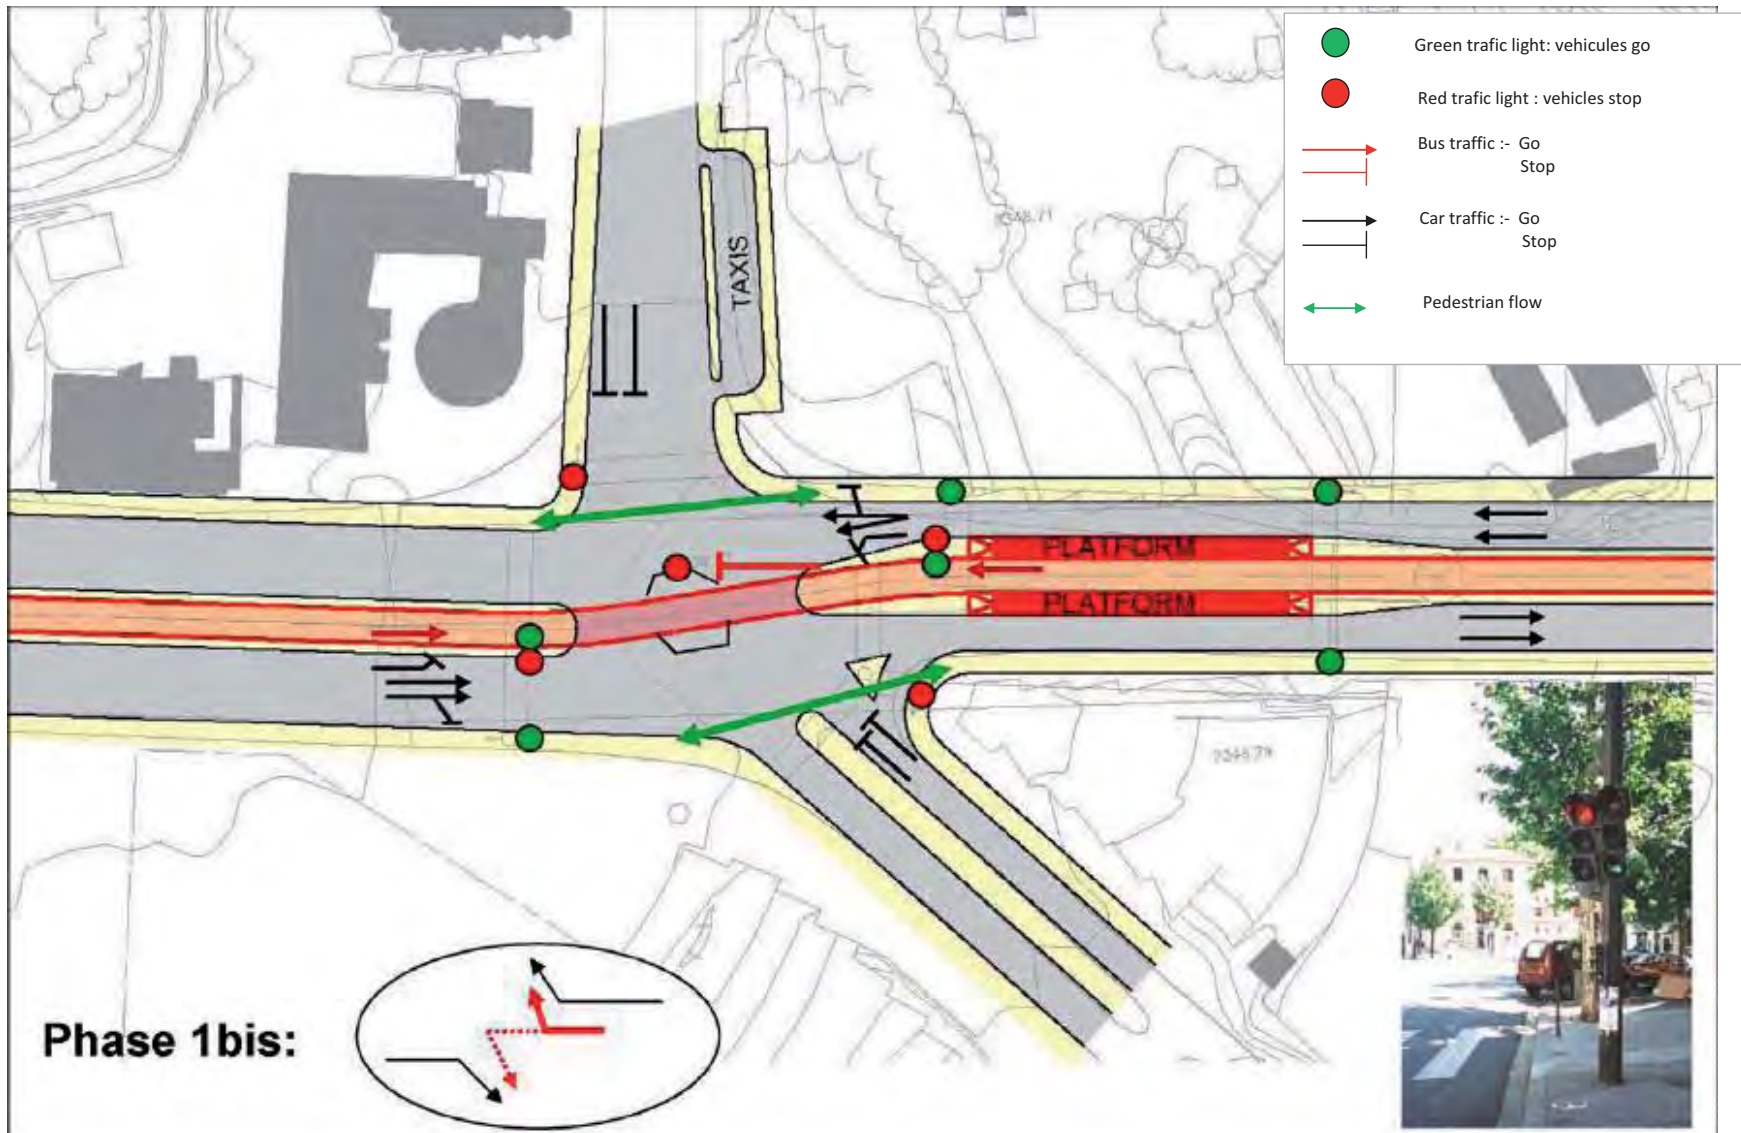 Green trafic light: vehicules go
Red trafic light : vehicles stop
Bus traffic :- Go
Stop
Car traffic :- Go
Stop
Pedestrian flow
TAXIS
PLATFORM
PLATFORM
Phase 1bis: